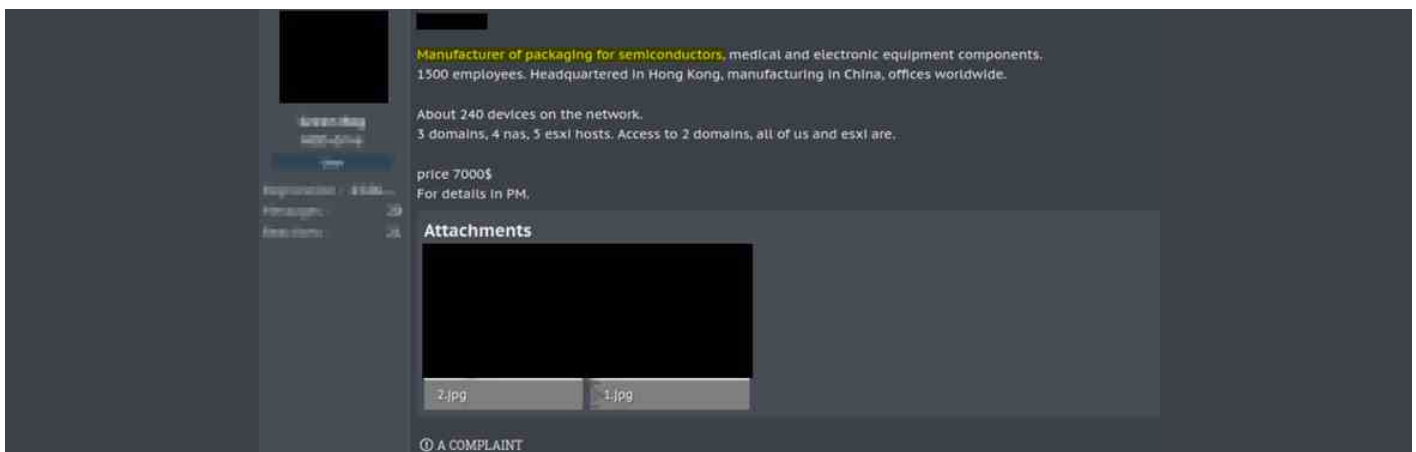 Manufacturer of packaging for semiconductors, medical and electronic equipment components.
1500 employees. Headquartered in Hong Kong, manufacturing in China, offices worldwide.
About 240 devices on the network.
3 domains, 4 nas, 5 esxi hosts. Access to 2 domains, all of us and esxi are.
price 7000$
For details in PM.
Attachments
2.jpg
1.jpg
A COMPLAINT